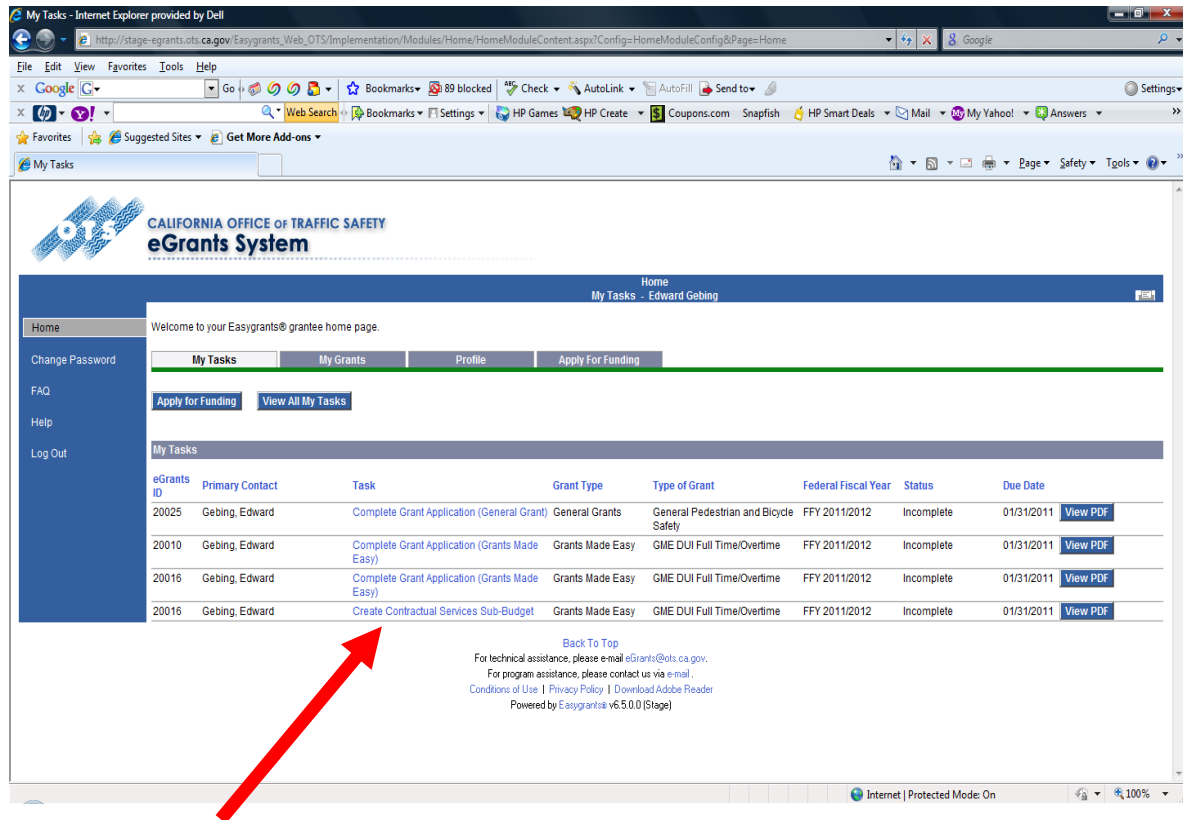 My Tasks - Internet Explorer provided by Dell
http://stage-egrants.ots.ca.gov/Easygrants_Web_OTS/Implementation/Modules/Home/HomeModuleContent.aspx?Config=HomeModuleConfig&Page=Home
Google
File Edit View Favorites Tools Help
x Google G Go Bookmarks 89 blocked ABC Check AutoLink AutoFill Send to Settings
x Y! Web Search Bookmarks Settings HP Games HP Create $ Coupons.com Snapfish HP Smart Deals Mail My My Yahoo! Answers »
Favorites Suggested Sites Get More Add-ons
My Tasks Page Safety Tools »
OTS
CALIFORNIA OFFICE OF TRAFFIC SAFETY
eGrants System
Home
My Tasks - Edward Gebing
Home
Change Password
FAQ
Help
Log Out
Welcome to your Easygrants® grantee home page.
My Tasks My Grants Profile Apply For Funding
Apply for Funding View All My Tasks
My Tasks
eGrants ID Primary Contact Task Grant Type Type of Grant Federal Fiscal Year Status Due Date
20025 Gebing, Edward Complete Grant Application (General Grant) General Grants General Pedestrian and Bicycle Safety FFY 2011/2012 Incomplete 01/31/2011 View PDF
20010 Gebing, Edward Complete Grant Application (Grants Made Easy) Grants Made Easy GME DUI Full Time/Overtime FFY 2011/2012 Incomplete 01/31/2011 View PDF
20016 Gebing, Edward Complete Grant Application (Grants Made Easy) Grants Made Easy GME DUI Full Time/Overtime FFY 2011/2012 Incomplete 01/31/2011 View PDF
20016 Gebing, Edward Create Contractual Services Sub-Budget Grants Made Easy GME DUI Full Time/Overtime FFY 2011/2012 Incomplete 01/31/2011 View PDF
Back To Top
For technical assistance, please e-mail eGrants@ots.ca.gov.
For program assistance, please contact us via e-mail .
Conditions of Use | Privacy Policy | Download Adobe Reader
Powered by Easygrants® v6.5.0.0 (Stage)
Internet | Protected Mode: On 100%